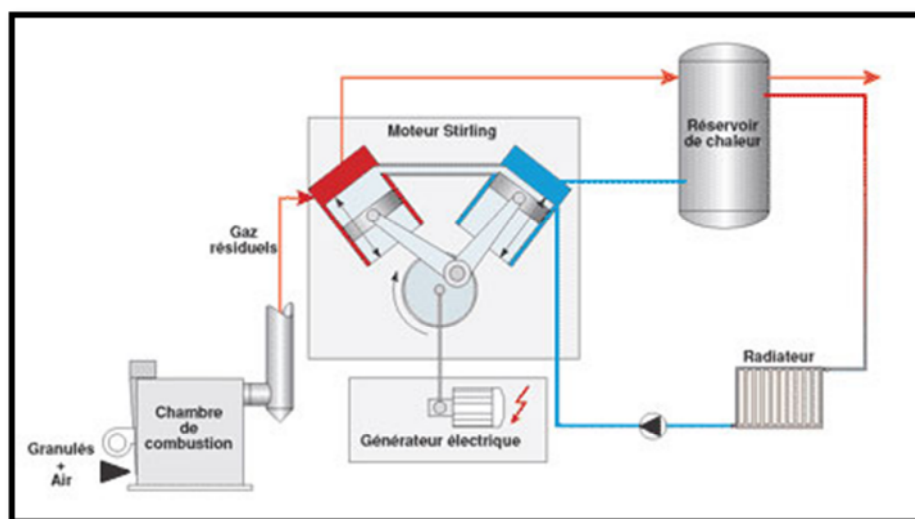 Moteur Stirling
Réservoir
de chaleur
Gaz
résiduels
Radiateur
Chambre
de
combustion
Générateur électrique
Granulés
+
Air